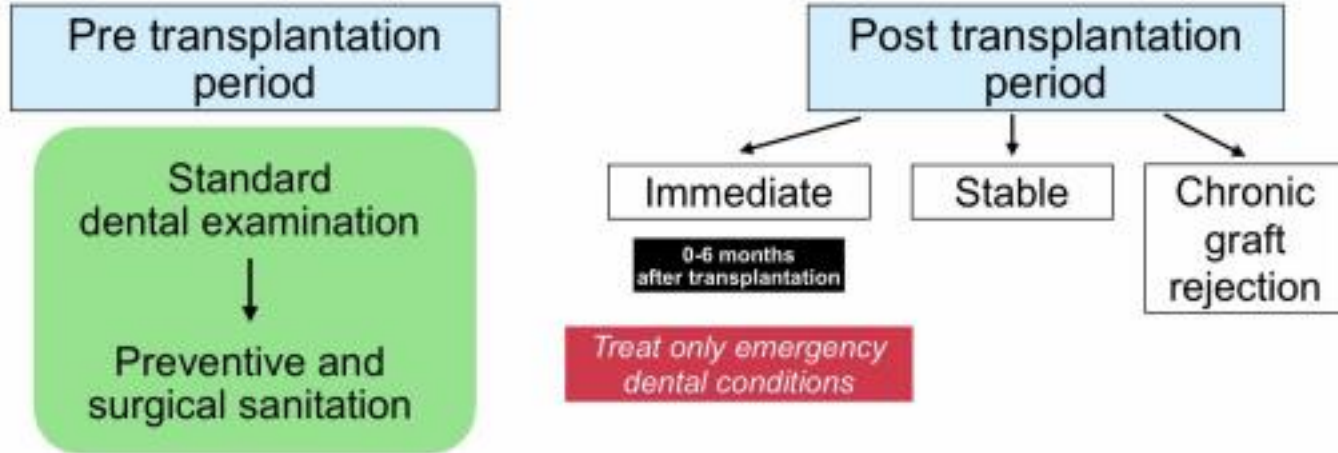 Pre transplantation
period
Standard
dental examination
Preventive and
surgical sanitation
Post transplantation
period
Immediate
0-6 months
after transplantation
Treat only emergency
dental conditions
Stable
Chronic
graft
rejection